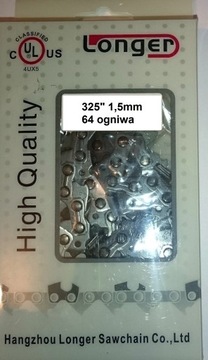 CLASSIFIED
C UL US
4UX5
Longer
325" 1,5mm
64 ogniwa
High Quality
Hangzhou Longer Sawchain Co.,Ltd